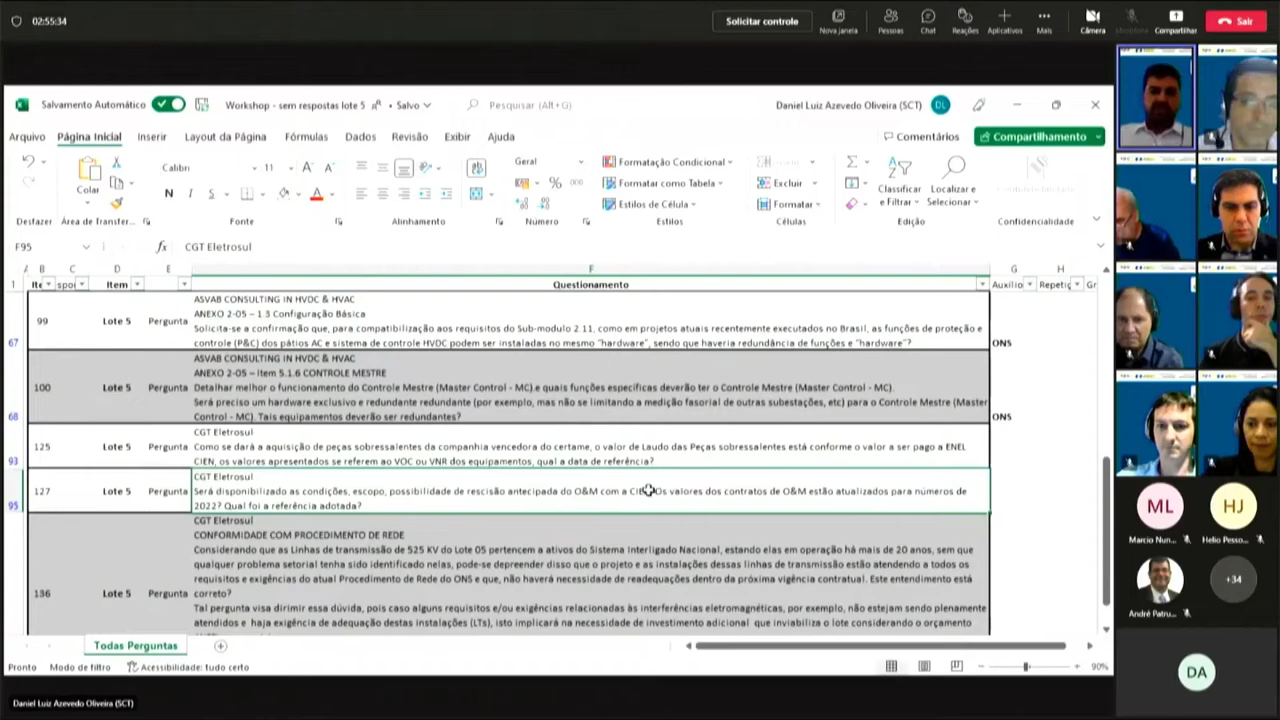 02:55:34
Solicitar controle
Nova janela
Pessoas
Chat
Reações
Aplicativos
Mais
Câmera
Microfone
Compartilhar
Sair
Salvamento Automático
Workshop - sem respostas lote 5
• Salvo
Pesquisar (Alt+G)
Daniel Luiz Azevedo Oliveira (SCT)
DL
Arquivo
Página Inicial
Inserir
Layout da Página
Fórmulas
Dados
Revisão
Exibir
Ajuda
Comentários
Compartilhamento
Colar
Calibri
11
N I S
Geral
Formatação Condicional
Formatar como Tabela
Estilos de Célula
Excluir
Formatar
Classificar e Filtrar
Localizar e Selecionar
Desfazer
Área de Transfer...
Fonte
Alinhamento
Número
Estilos
Células
Edição
Confidencialidade
F95
fx
CGT Eletrosul
B C D E F G H
1
Item
Questionamento
Auxílio
Repetiç
Gr
67
99
Lote 5
Pergunta
ASVAB CONSULTING IN HVDC & HVAC
ANEXO 2-05 – 1.3 Configuração Básica
Solicita-se a confirmação que, para compatibilização aos requisitos do Sub-modulo 2.11, como em projetos atuais recentemente executados no Brasil, as funções de proteção e
controle (P&C) dos pátios AC e sistema de controle HVDC podem ser instaladas no mesmo "hardware", sendo que haveria redundância de funções e "hardware"?
ONS
68
100
Lote 5
Pergunta
ASVAB CONSULTING IN HVDC & HVAC
ANEXO 2-05 – Item 5.1.6 CONTROLE MESTRE
Detalhar melhor o funcionamento do Controle Mestre (Master Control - MC).e quais funções específicas deverão ter o Controle Mestre (Master Control - MC).
Será preciso um hardware exclusivo e redundante redundante (por exemplo, mas não se limitando a medição fasorial de outras subestações, etc) para o Controle Mestre (Master
Control - MC). Tais equipamentos deverão ser redundantes?
ONS
93
125
Lote 5
Pergunta
CGT Eletrosul
Como se dará a aquisição de peças sobressalentes da companhia vencedora do certame, o valor de Laudo das Peças sobressalentes está conforme o valor a ser pago a ENEL
CIEN, os valores apresentados se referem ao VOC ou VNR dos equipamentos, qual a data de referência?
95
127
Lote 5
Pergunta
CGT Eletrosul
Será disponibilizado as condições, escopo, possibilidade de rescisão antecipada do O&M com a Os valores dos contratos de O&M estão atualizados para números de
2022? Qual foi a referência adotada?
136
Lote 5
Pergunta
CGT Eletrosul
CONFORMIDADE COM PROCEDIMENTO DE REDE
Considerando que as Linhas de transmissão de 525 KV do Lote 05 pertencem a ativos do Sistema Interligado Nacional, estando elas em operação há mais de 20 anos, sem que
qualquer problema setorial tenha sido identificado nelas, pode-se depreender disso que o projeto e as instalações dessas linhas de transmissão estão atendendo a todos os
requisitos e exigências do atual Procedimento de Rede do ONS e que, não haverá necessidade de readequações dentro da próxima vigência contratual. Este entendimento está
correto?
Tal pergunta visa dirimir essa dúvida, pois caso alguns requisitos e/ou exigências relacionadas às interferências eletromagnéticas, por exemplo, não estejam sendo plenamente
atendidos e haja exigência de adequação destas instalações (LTs), isto implicará na necessidade de investimento adicional que inviabiliza o lote considerando o orçamento
Todas Perguntas
Pronto
Modo de filtro
Acessibilidade: tudo certo
90%
Daniel Luiz Azevedo Oliveira (SCT)
ML
Marcio Nun...
HJ
Helio Pesso...
André Patru...
+34
DA